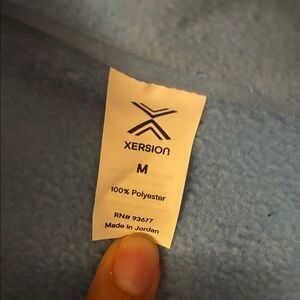 XERSION
M
100% Polyester
RN# 93677
Made in Jordan